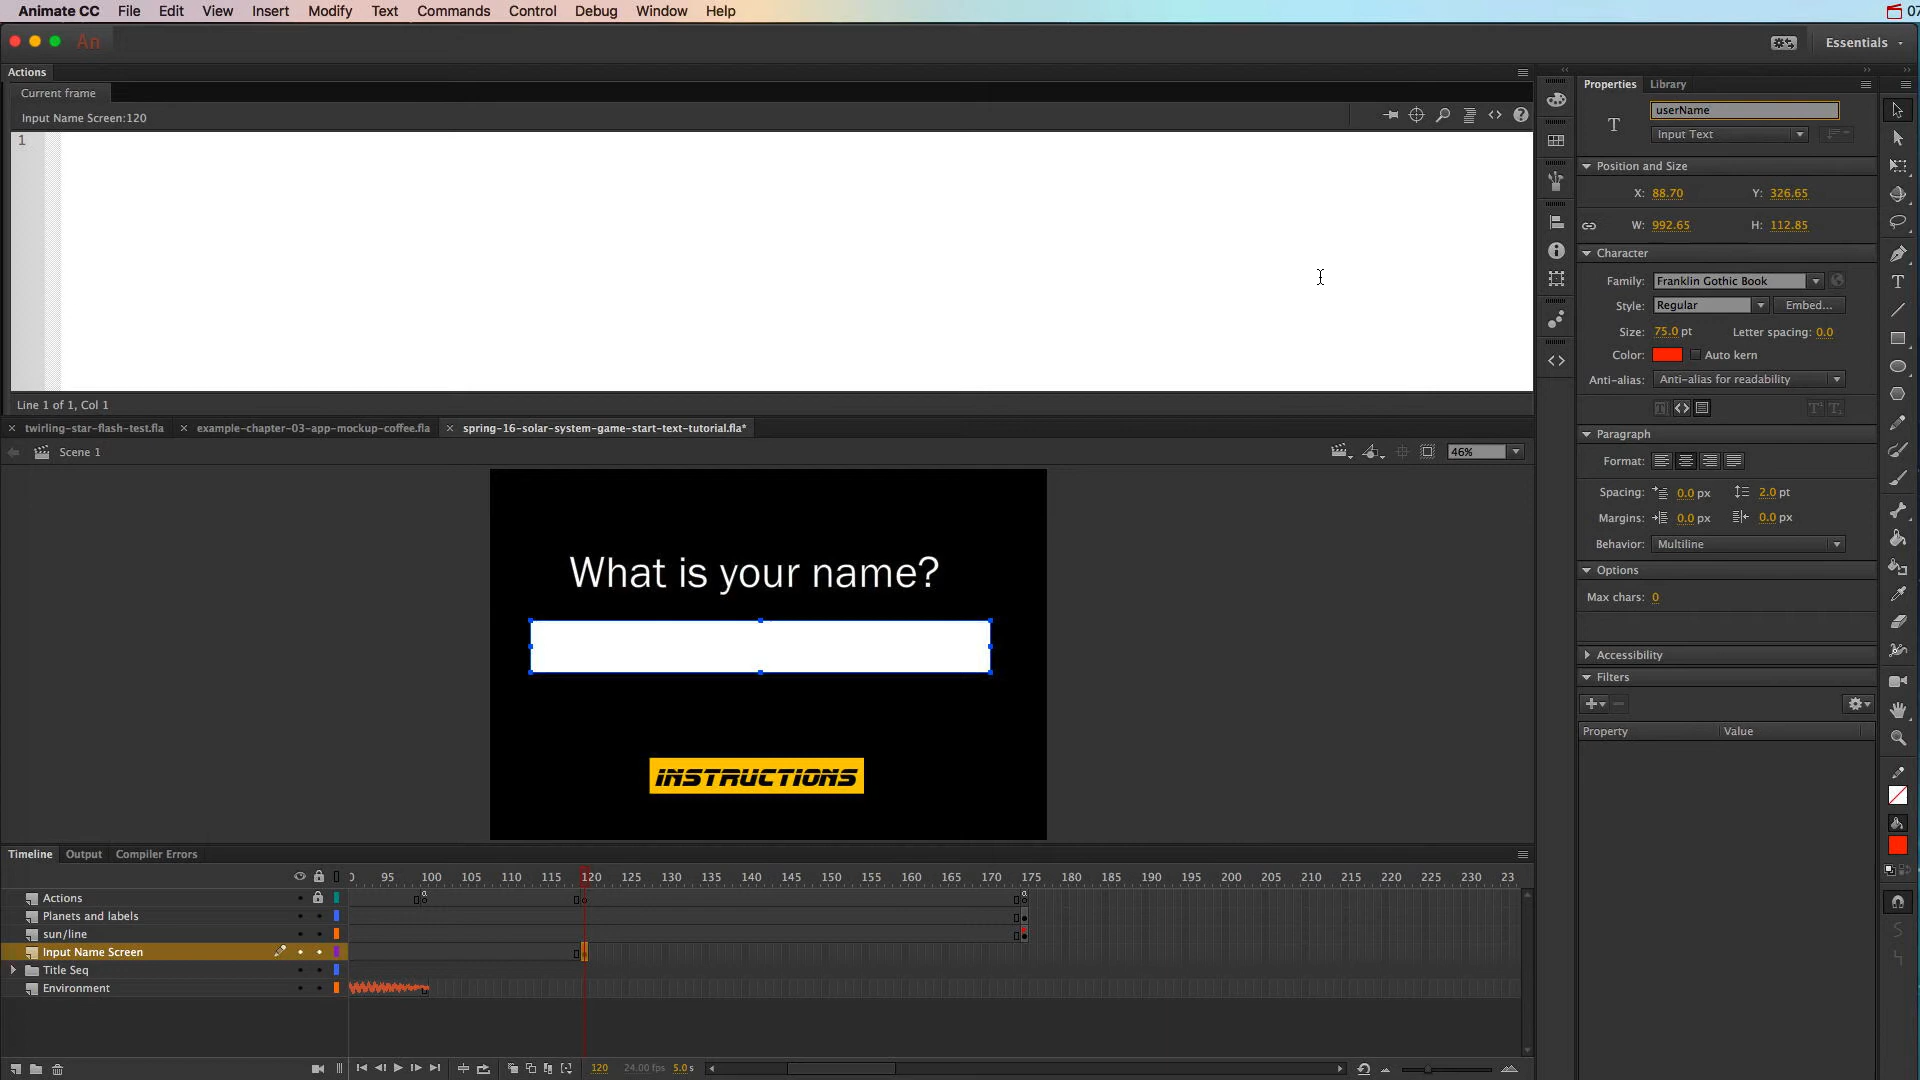 Animate CC File Edit View Insert Modify Text Commands Control Debug Window Help 07
An Essentials
Actions
Current frame
Input Name Screen:120
1
Line 1 of 1, Col 1
twirling-star-flash-test.fla example-chapter-03-app-mockup-coffee.fla spring-16-solar-system-game-start-text-tutorial.fla*
Scene 1 46%
What is your name?
INSTRUCTIONS
Properties Library
T userName
Input Text
Position and Size
X: 88.70 Y: 326.65
W: 992.65 H: 112.85
Character
Family: Franklin Gothic Book
Style: Regular Embed...
Size: 75.0 pt Letter spacing: 0.0
Color: Auto kern
Anti-alias: Anti-alias for readability
Paragraph
Format:
Spacing: 0.0 px 2.0 pt
Margins: 0.0 px 0.0 px
Behavior: Multiline
Options
Max chars: 0
Accessibility
Filters
Property Value
Timeline Output Compiler Errors
95 100 105 110 115 120 125 130 135 140 145 150 155 160 165 170 175 180 185 190 195 200 205 210 215 220 225 230 23
Actions
Planets and labels
sun/line
Input Name Screen
Title Seq
Environment
120 24.00 fps 5.0 s